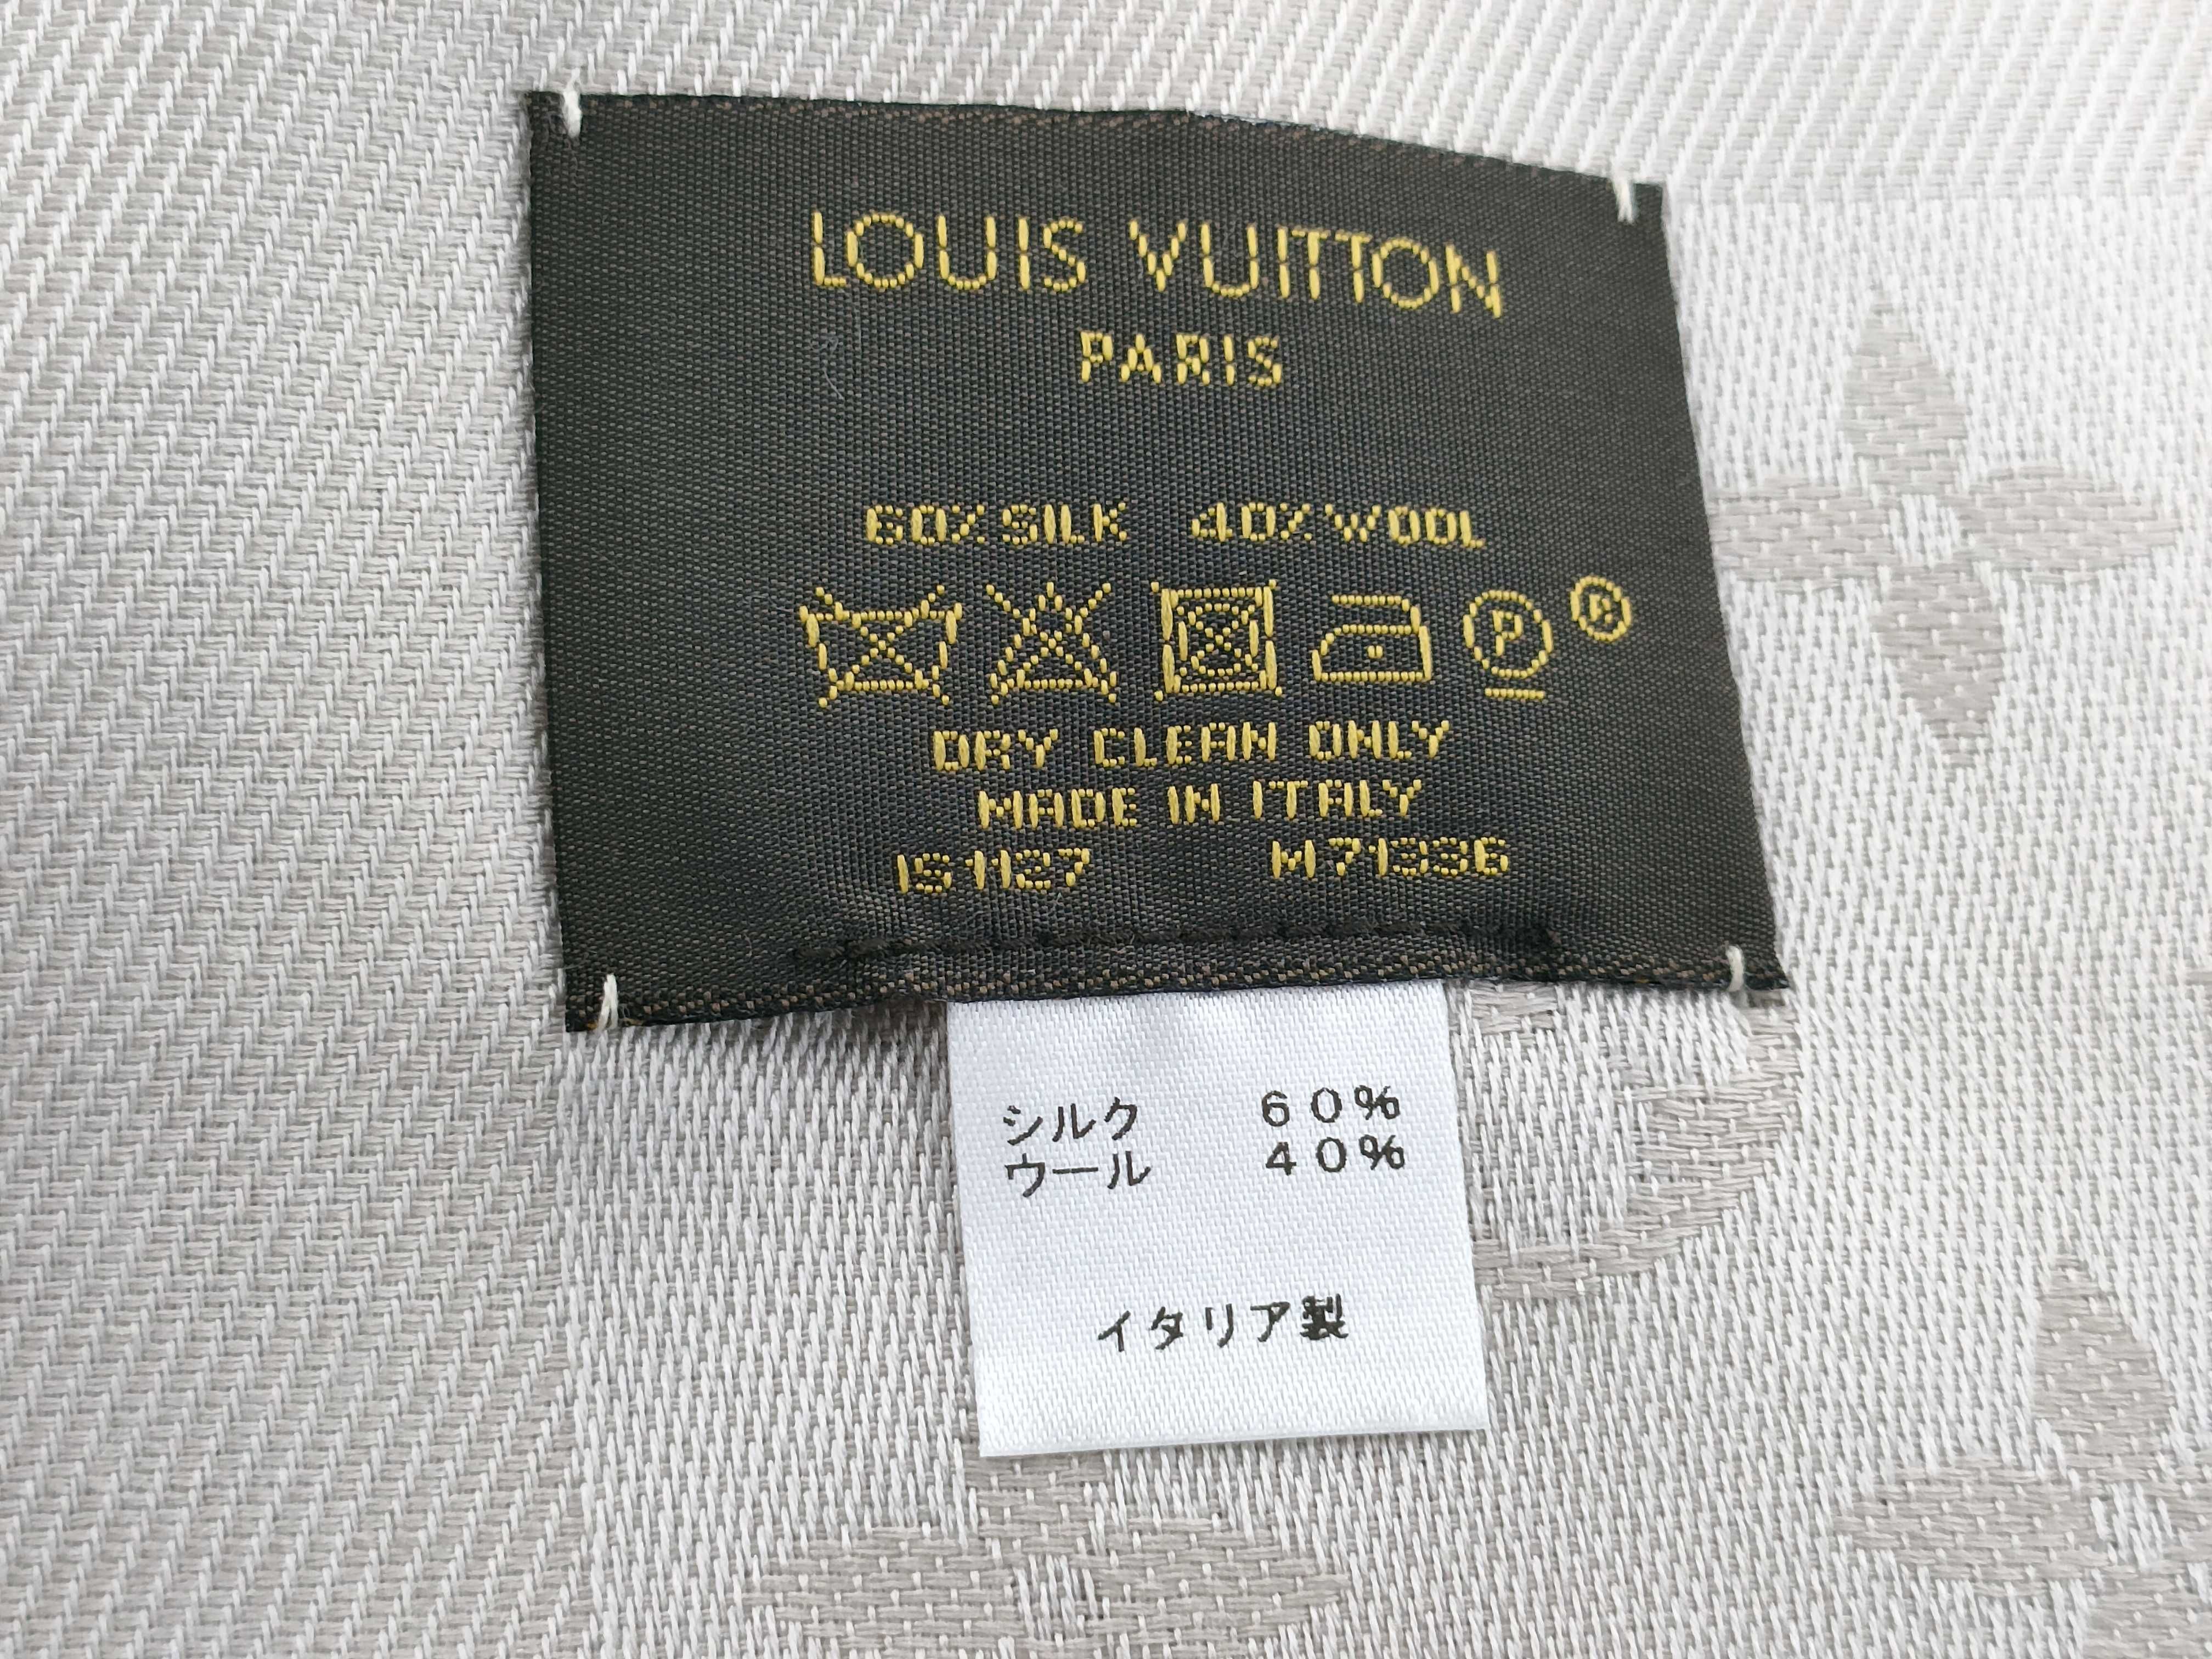 LOUIS VUITTON
PARIS
60% SILK 40% WOOL
P ®
DRY CLEAN ONLY
MADE IN ITALY
IS1127 M71336
シルク 60%
ウール 40%
イタリア製